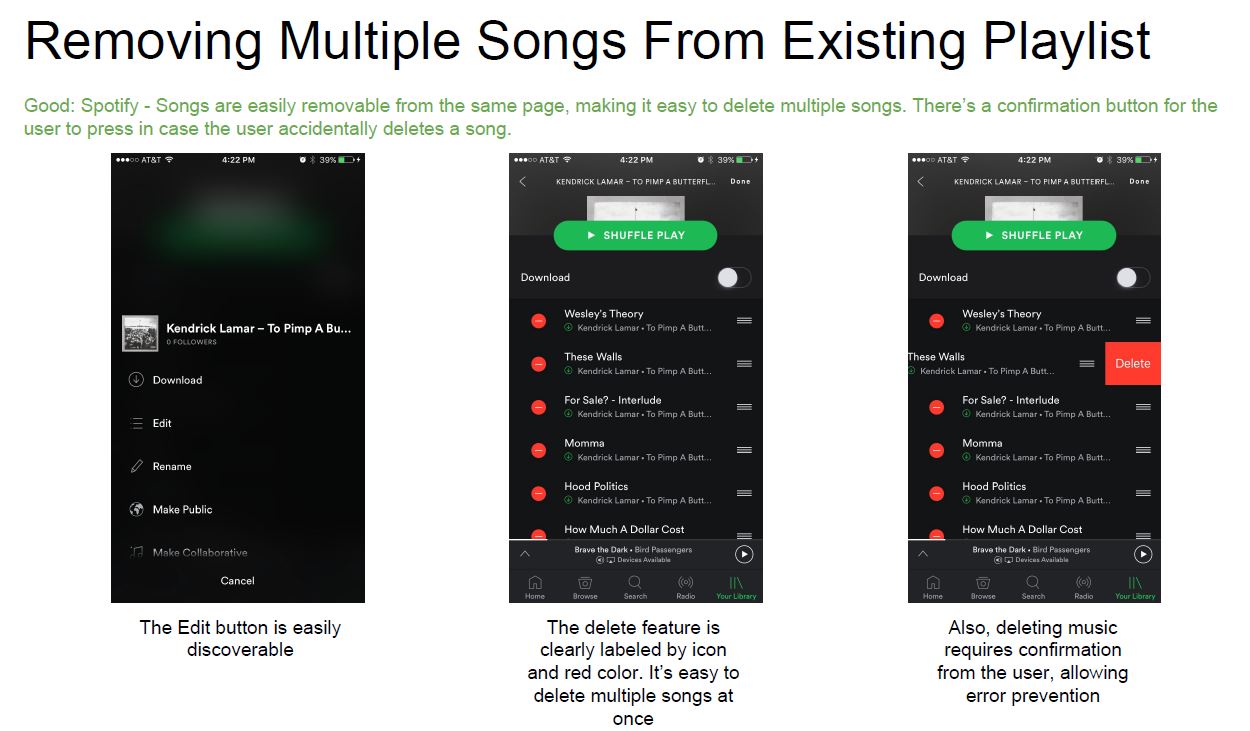 Removing Multiple Songs From Existing Playlist
Good: Spotify - Songs are easily removable from the same page, making it easy to delete multiple songs. There's a confirmation button for the
user to press in case the user accidentally deletes a song.
AT&T 4:22 PM 39%
Kendrick Lamar – To Pimp A Bu...
0 FOLLOWERS
Download
Edit
Rename
Make Public
Make Collaborative
Cancel
The Edit button is easily
discoverable
AT&T 4:22 PM 39%
KENDRICK LAMAR – TO PIMP A BUTTERFL... Done
SHUFFLE PLAY
Download
Wesley's Theory
Kendrick Lamar • To Pimp A Butt...
These Walls
Kendrick Lamar • To Pimp A Butt...
For Sale? - Interlude
Kendrick Lamar • To Pimp A Butt...
Momma
Kendrick Lamar • To Pimp A Butt...
Hood Politics
Kendrick Lamar • To Pimp A Butt...
How Much A Dollar Cost
Brave the Dark • Bird Passengers
Devices Available
Home Browse Search Radio Your Library
The delete feature is
clearly labeled by icon
and red color. It's easy to
delete multiple songs at
once
AT&T 4:22 PM 39%
KENDRICK LAMAR – TO PIMP A BUTTERFL... Done
SHUFFLE PLAY
Download
Wesley's Theory
Kendrick Lamar • To Pimp A Butt...
These Walls
Kendrick Lamar • To Pimp A Butt...
Delete
For Sale? - Interlude
Kendrick Lamar • To Pimp A Butt...
Momma
Kendrick Lamar • To Pimp A Butt...
Hood Politics
Kendrick Lamar • To Pimp A Butt...
How Much A Dollar Cost
Brave the Dark • Bird Passengers
Devices Available
Home Browse Search Radio Your Library
Also, deleting music
requires confirmation
from the user, allowing
error prevention